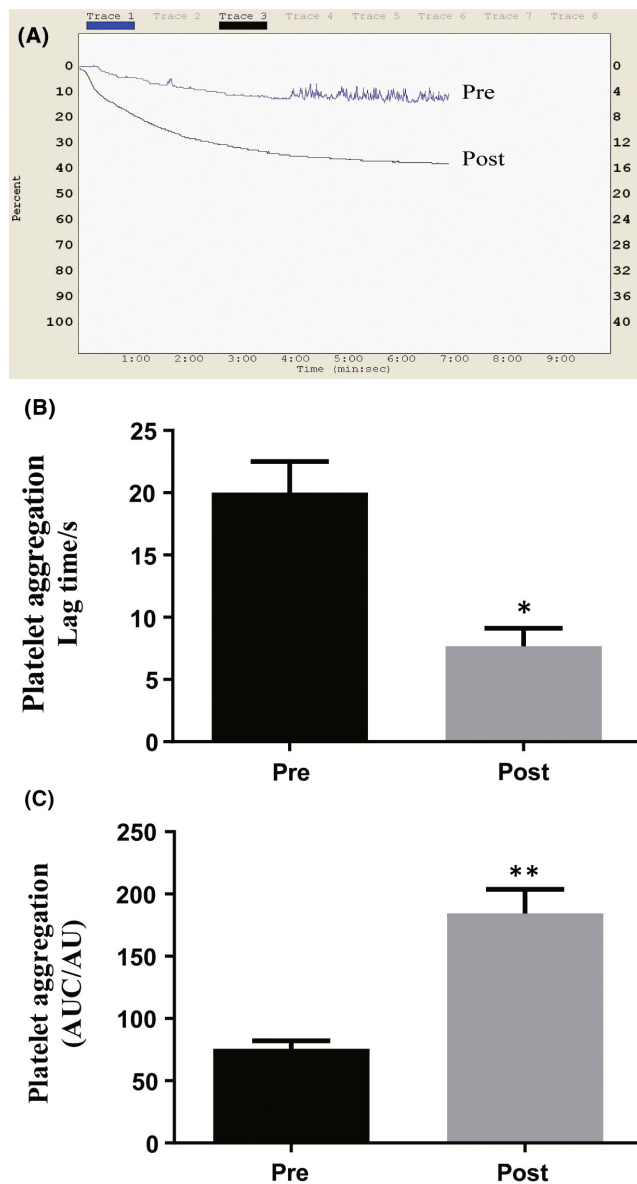 (A)
Trace 1 Trace 2 Trace 3 Trace 4 Trace 5 Trace 6 Trace 7 Trace 8
0 0
10 4
20 8
30 12
40 16
50 20
60 24
70 28
80 32
90 36
100 40
Percent
Pre
Post
1:00 2:00 3:00 4:00 5:00 6:00 7:00 8:00 9:00
Time (min:sec)
(B)
Platelet aggregation
Lag time/s
25
20
15
10
5
0
*
Pre Post
(C)
Platelet aggregation
(AUC/AU)
250
200
150
100
50
0
**
Pre Post